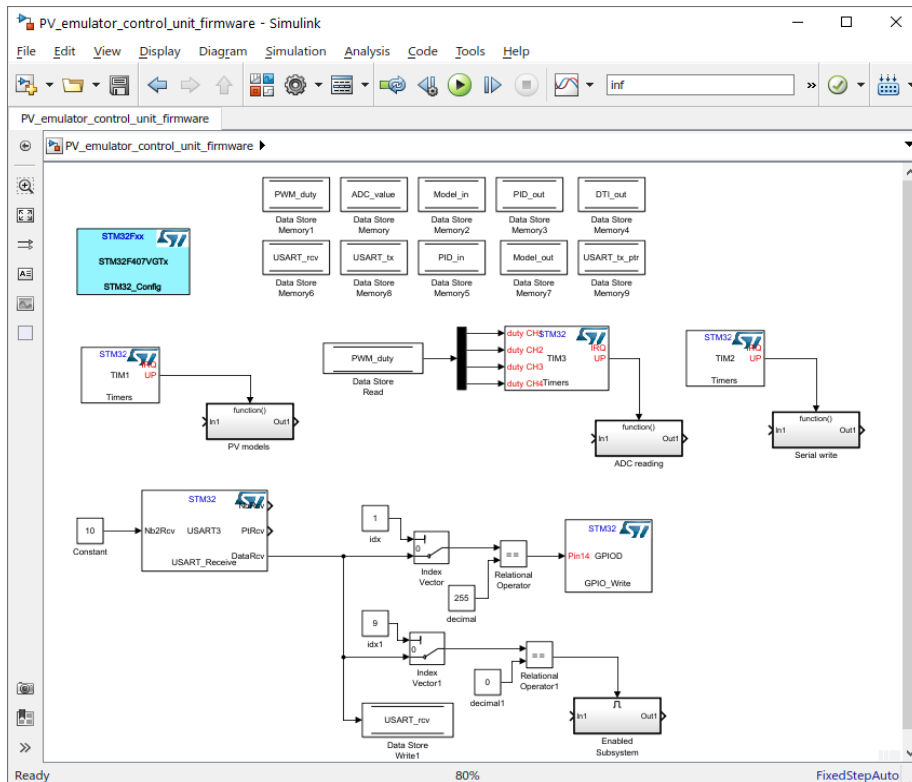 PV_emulator_control_unit_firmware - Simulink
File Edit View Display Diagram Simulation Analysis Code Tools Help
inf
PV_emulator_control_unit_firmware
PV_emulator_control_unit_firmware
PWM_duty
Data Store
Memory1
ADC_value
Data Store
Memory
Model_in
Data Store
Memory2
PID_out
Data Store
Memory3
DTI_out
Data Store
Memory4
STM32Fxx
STM32F407VGTx
STM32_Config
USART_rcv
Data Store
Memory6
USART_tx
Data Store
Memory8
PID_in
Data Store
Memory5
Model_out
Data Store
Memory7
USART_tx_ptr
Data Store
Memory9
STM32
TIM1
IRQ
UP
Timers
function()
In1
Out1
PV models
PWM_duty
Data Store
Read
duty CH1
duty CH2
duty CH3
duty CH4
STM32
TIM3
IRQ
UP
Timers
function()
In1
Out1
ADC reading
STM32
TIM2
IRQ
UP
Timers
function()
In1
Out1
Serial write
10
Constant
STM32
Nb2Rcv
USART3
NbRcv
PtRcv
DataRcv
USART_Receive
1
idx
0
Index
Vector
255
decimal
==
Relational
Operator
STM32
Pin14
GPIOD
GPIO_Write
9
idx1
0
Index
Vector1
0
decimal1
==
Relational
Operator1
In1
Out1
Enabled
Subsystem
USART_rcv
Data Store
Write1
Ready
80%
FixedStepAuto